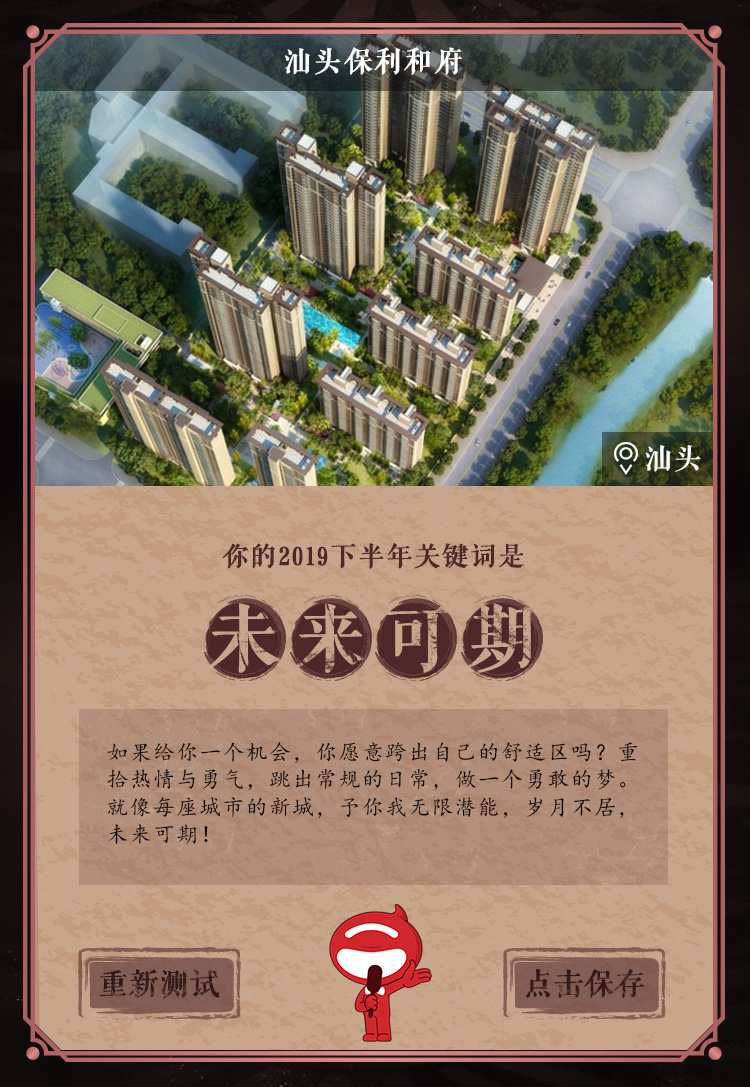 汕头保利和府
汕头
你的2019下半年关键词是
未来可期
如果给你一个机会，你愿意跨出自己的舒适区吗？重
拾热情与勇气，跳出常规的日常，做一个勇敢的梦。
就像每座城市的新城，予你我无限潜能，岁月不居，
未来可期！
重新测试
点击保存